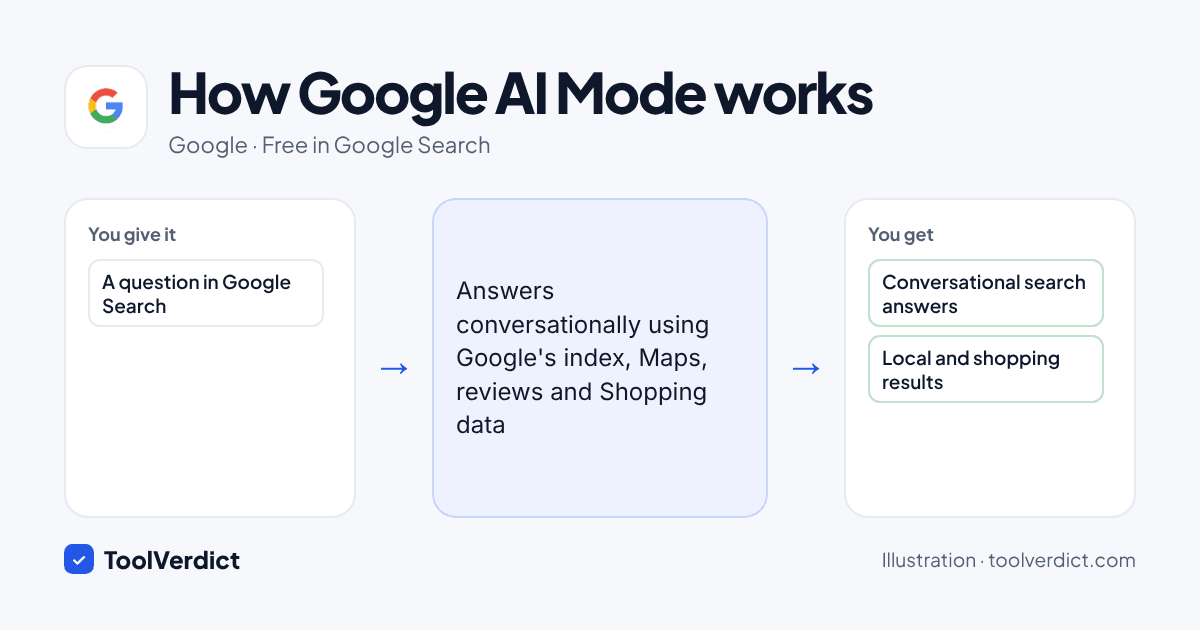 How Google AI Mode works
Google · Free in Google Search
You give it
A question in Google
Search
→
Answers
conversationally using
Google's index, Maps,
reviews and Shopping
data
→
You get
Conversational search
answers
Local and shopping
results
ToolVerdict
Illustration · toolverdict.com